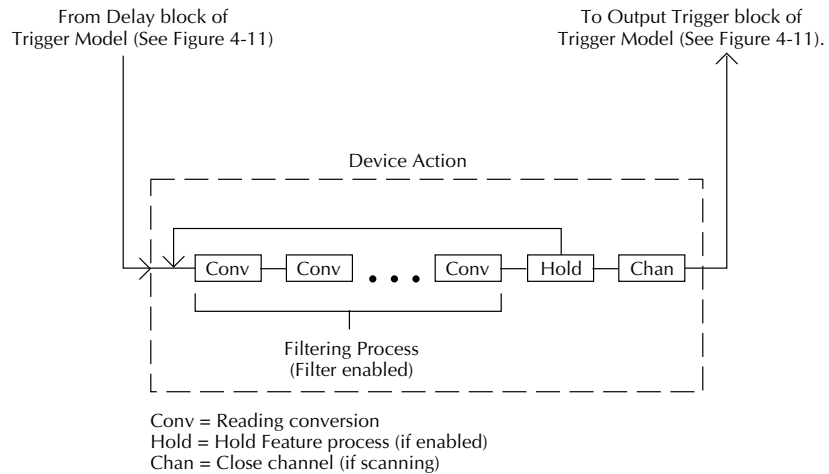 From Delay block of
Trigger Model (See Figure 4-11)
To Output Trigger block of
Trigger Model (See Figure 4-11).
Device Action
Conv
Conv
Conv
Hold
Chan
Filtering Process
(Filter enabled)
Conv = Reading conversion
Hold = Hold Feature process (if enabled)
Chan = Close channel (if scanning)